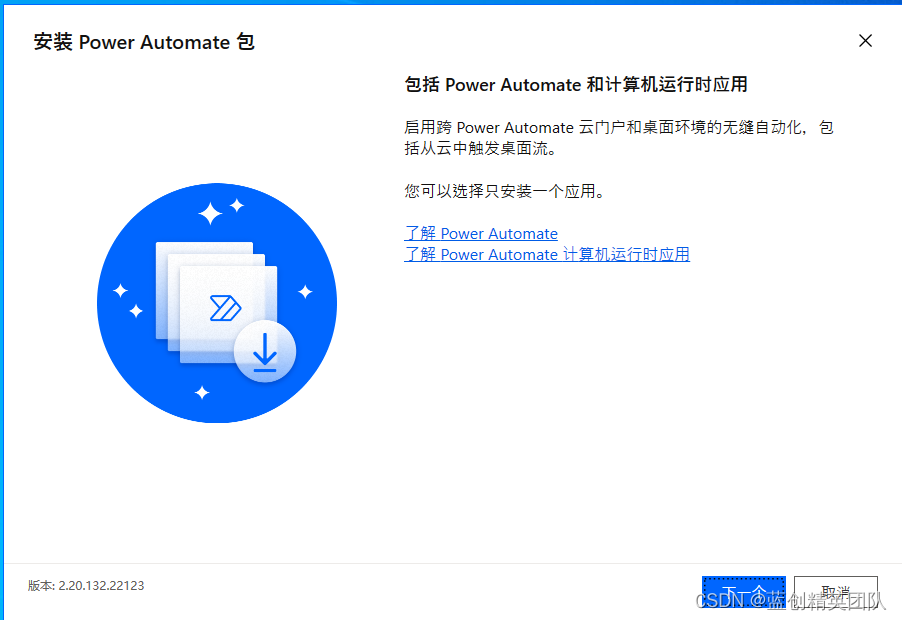 安装 Power Automate 包
包括 Power Automate 和计算机运行时应用
启用跨 Power Automate 云门户和桌面环境的无缝自动化，包
括从云中触发桌面流。
您可以选择只安装一个应用。
了解 Power Automate
了解 Power Automate 计算机运行时应用
版本: 2.20.132.22123
下一个
取消
CSDN @蓝创精英团队